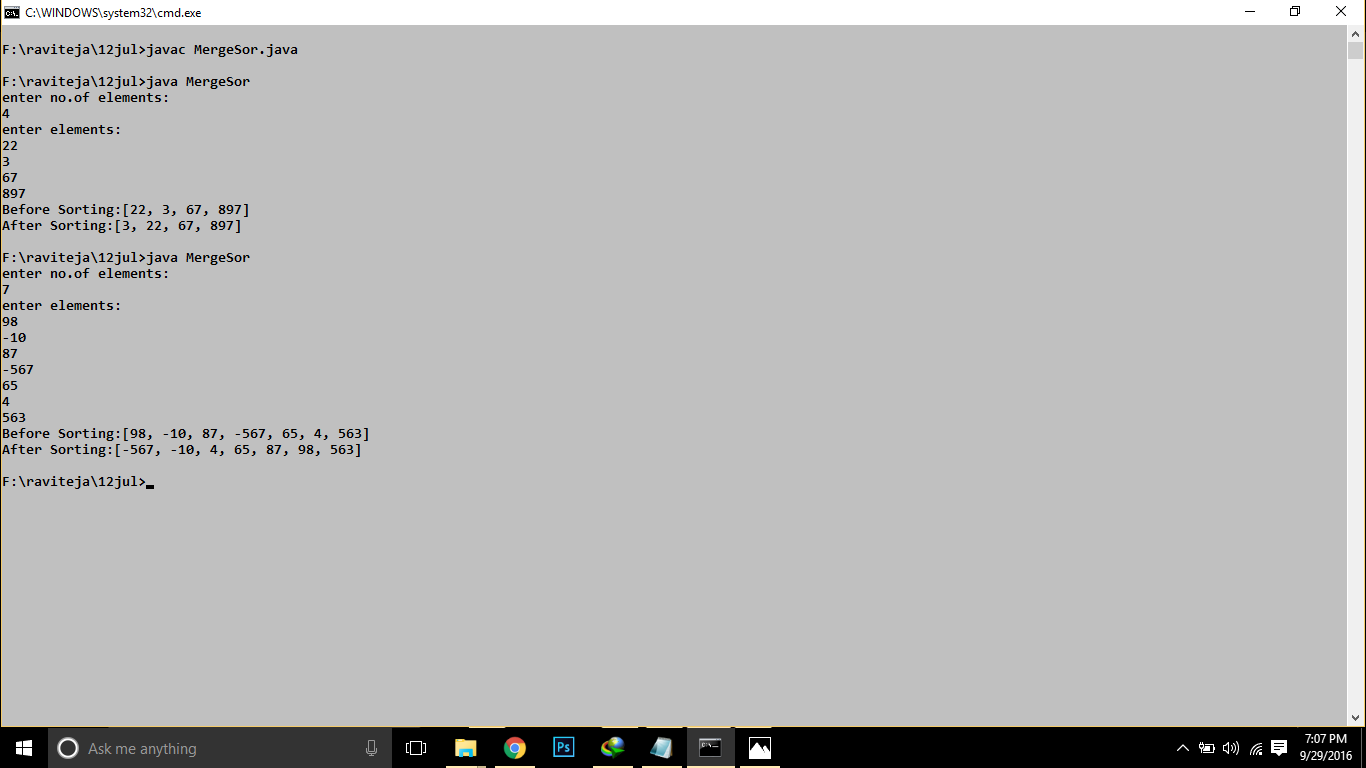 C:\WINDOWS\system32\cmd.exe
F:\raviteja\12jul>javac MergeSor.java
F:\raviteja\12jul>java MergeSor
enter no.of elements:
4
enter elements:
22
3
67
897
Before Sorting:[22, 3, 67, 897]
After Sorting:[3, 22, 67, 897]
F:\raviteja\12jul>java MergeSor
enter no.of elements:
7
enter elements:
98
-10
87
-567
65
4
563
Before Sorting:[98, -10, 87, -567, 65, 4, 563]
After Sorting:[-567, -10, 4, 65, 87, 98, 563]
F:\raviteja\12jul>
Ask me anything
Ps
7:07 PM
9/29/2016